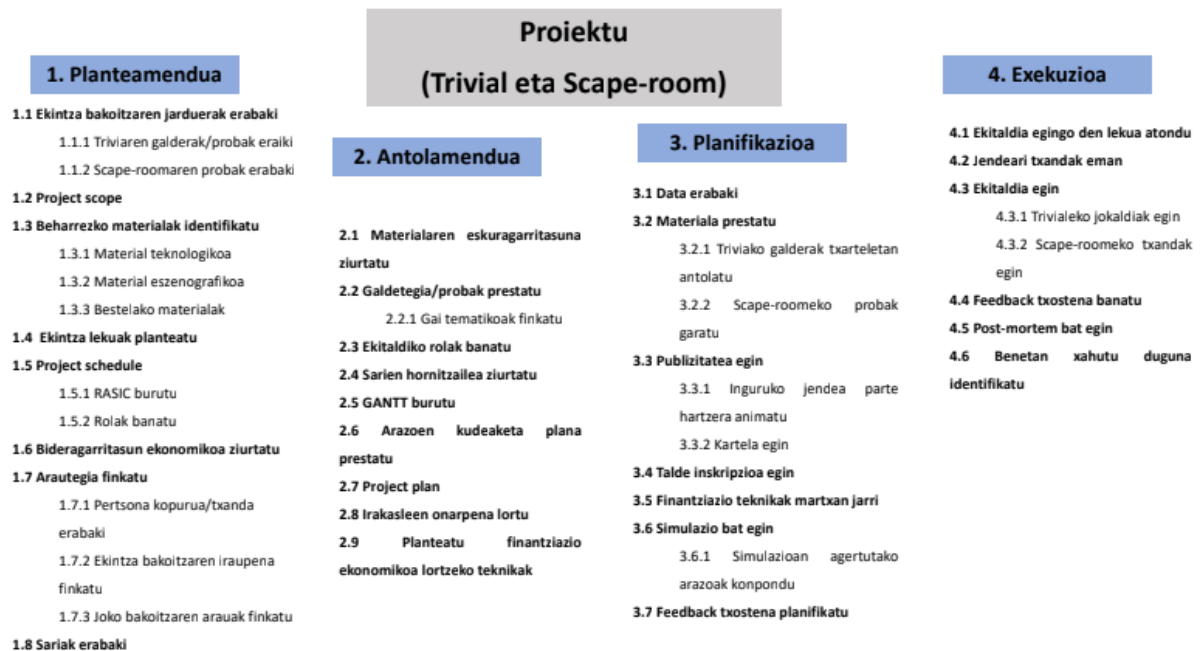 Proiektu
(Trivial eta Scape-room)
1. Planteamendua
1.1 Ekintza bakoitzaren jarduerak erabaki
1.1.1 Triviaren galderak/probak eraiki
1.1.2 Scape-roomaren probak erabaki
1.2 Project scope
1.3 Beharrezko materialak identifikatu
1.3.1 Material teknologikoa
1.3.2 Material eszenografikoa
1.3.3 Bestelako materialak
1.4 Ekintza lekuak planteatu
1.5 Project schedule
1.5.1 RASIC burutu
1.5.2 Rolak banatu
1.6 Bideragarritasun ekonomikoa ziurtatu
1.7 Arautegia finkatu
1.7.1 Pertsona kopurua/txanda
erabaki
1.7.2 Ekintza bakoitzaren iraupena
finkatu
1.7.3 Joko bakoitzaren arauak finkatu
1.8 Sariak erabaki
2. Antolamendua
2.1 Materialaren eskuragarritasuna
ziurtatu
2.2 Galdetegia/probak prestatu
2.2.1 Gai tematikoak finkatu
2.3 Ekitaldiko rolak banatu
2.4 Sarien hornitzailea ziurtatu
2.5 GANTT burutu
2.6 Arazoen kudeaketa plana
prestatu
2.7 Project plan
2.8 Irakasleen onarpena lortu
2.9 Planteatu finantziazio
ekonomikoa lortzeko teknikak
3. Planifikazioa
3.1 Data erabaki
3.2 Materiala prestatu
3.2.1 Triviako galderak txarteletan
antolatu
3.2.2 Scape-roomeko probak
garatu
3.3 Publizitatea egin
3.3.1 Inguruko jendea parte
hartzera animatu
3.3.2 Kartela egin
3.4 Talde inskripzioa egin
3.5 Finantziazio teknikak martxan jarri
3.6 Simulazio bat egin
3.6.1 Simulazioan agertutako
arazoak konpondu
3.7 Feedback txostena planifikatu
4. Exekuzioa
4.1 Ekitaldia egingo den lekua atondu
4.2 Jendeari txandak eman
4.3 Ekitaldia egin
4.3.1 Trivialeko jokaldiak egin
4.3.2 Scape-roomeko txandak
egin
4.4 Feedback txostena banatu
4.5 Post-mortem bat egin
4.6 Benetan xahutu duguna
identifikatu